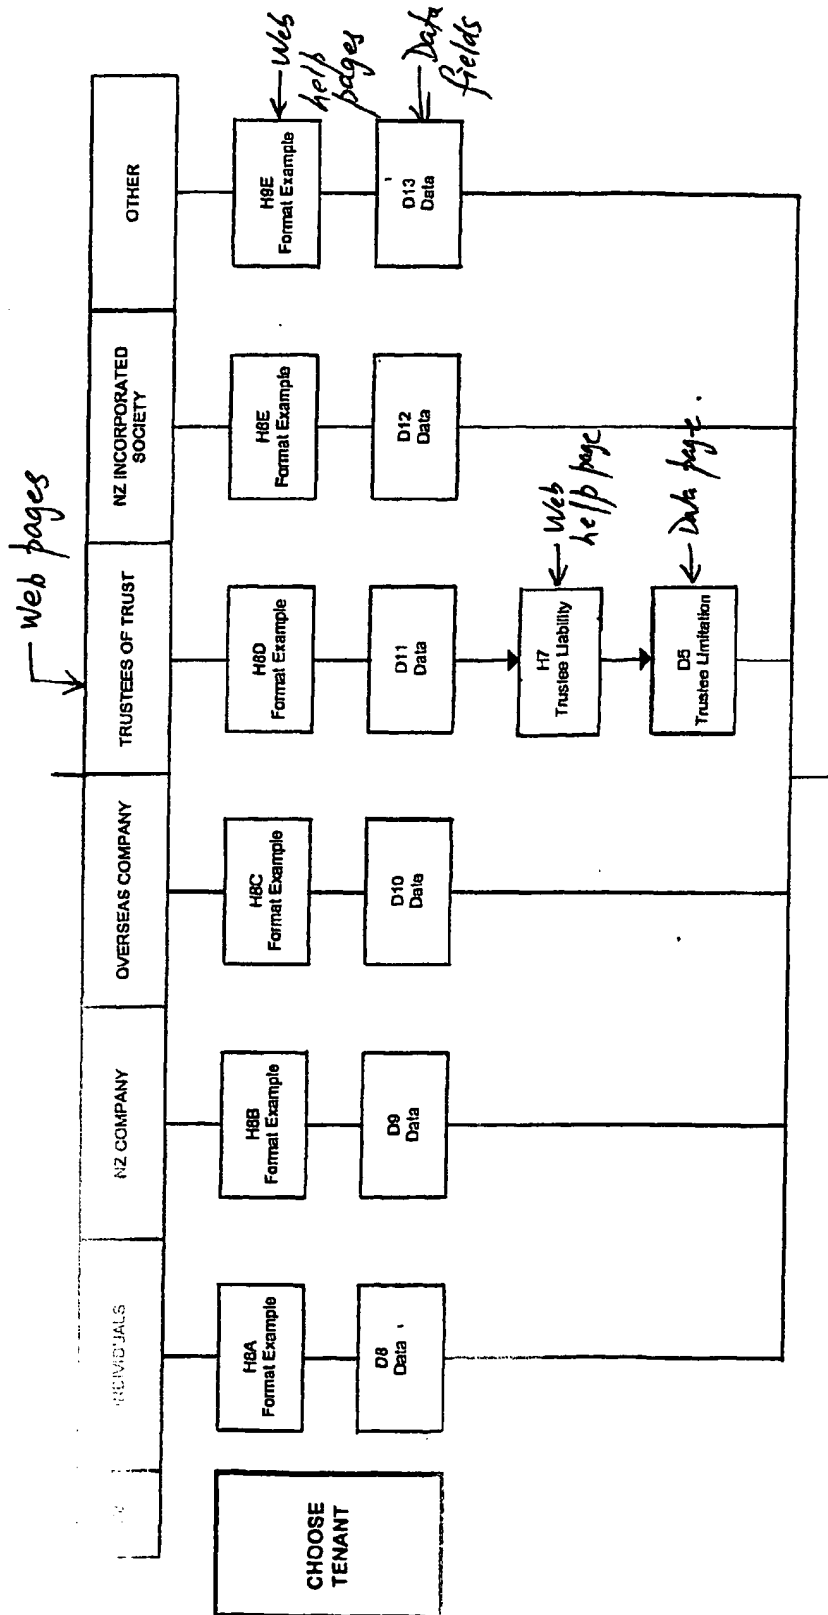 Web pages
INDIVIDUALS
NZ COMPANY
OVERSEAS COMPANY
TRUSTEES OF TRUST
NZ INCORPORATED
SOCIETY
OTHER
CHOOSE
TENANT
H8A
Format Example
H8B
Format Example
H8C
Format Example
H8D
Format Example
H8E
Format Example
H9E
Format Example
Web
help
pages
D8
Data
D9
Data
D10
Data
D11
Data
D12
Data
D13
Data
Data
fields
H7
Trustee Liability
Web
help page
D5
Trustee Limitation
Data page.